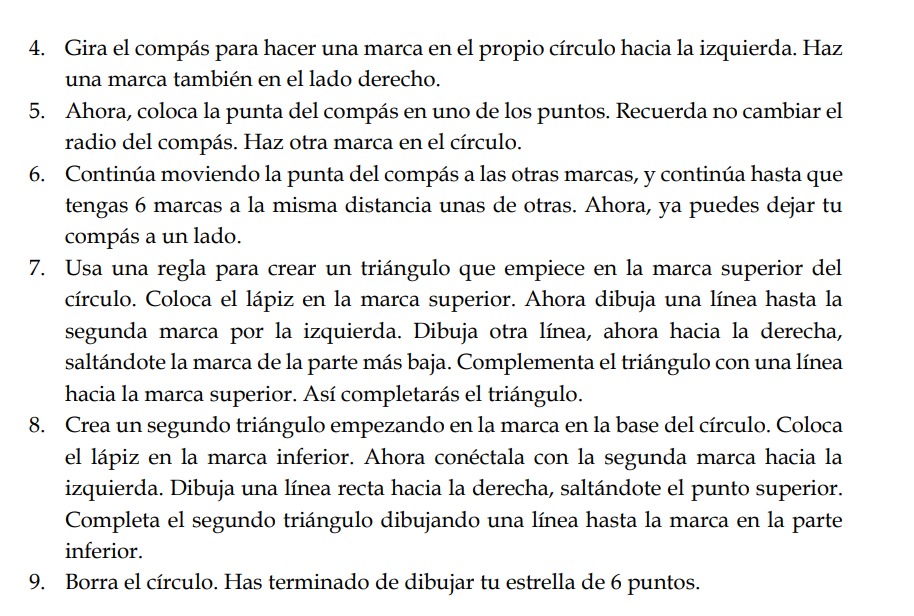 4. Gira el compás para hacer una marca en el propio círculo hacia la izquierda. Haz
una marca también en el lado derecho.
5. Ahora, coloca la punta del compás en uno de los puntos. Recuerda no cambiar el
radio del compás. Haz otra marca en el círculo.
6. Continúa moviendo la punta del compás a las otras marcas, y continúa hasta que
tengas 6 marcas a la misma distancia unas de otras. Ahora, ya puedes dejar tu
compás a un lado.
7. Usa una regla para crear un triángulo que empiece en la marca superior del
círculo. Coloca el lápiz en la marca superior. Ahora dibuja una línea hasta la
segunda marca por la izquierda. Dibuja otra línea, ahora hacia la derecha,
saltándote la marca de la parte más baja. Complementa el triángulo con una línea
hacia la marca superior. Así completarás el triángulo.
8. Crea un segundo triángulo empezando en la marca en la base del círculo. Coloca
el lápiz en la marca inferior. Ahora conéctala con la segunda marca hacia la
izquierda. Dibuja una línea recta hacia la derecha, saltándote el punto superior.
Completa el segundo triángulo dibujando una línea hasta la marca en la parte
inferior.
9. Borra el círculo. Has terminado de dibujar tu estrella de 6 puntos.